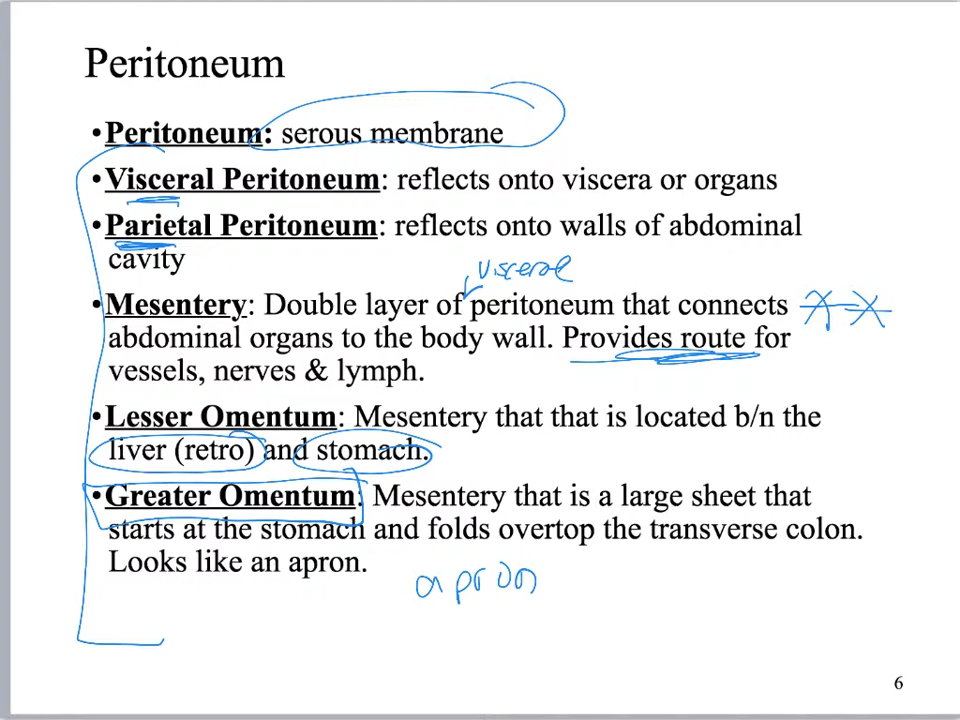 Peritoneum
•Peritoneum: serous membrane
•Visceral Peritoneum: reflects onto viscera or organs
•Parietal Peritoneum: reflects onto walls of abdominal
cavity
visceral
•Mesentery: Double layer of peritoneum that connects
abdominal organs to the body wall. Provides route for
vessels, nerves & lymph.
•Lesser Omentum: Mesentery that that is located b/n the
liver (retro) and stomach.
•Greater Omentum: Mesentery that is a large sheet that
starts at the stomach and folds overtop the transverse colon.
Looks like an apron.
apron
6